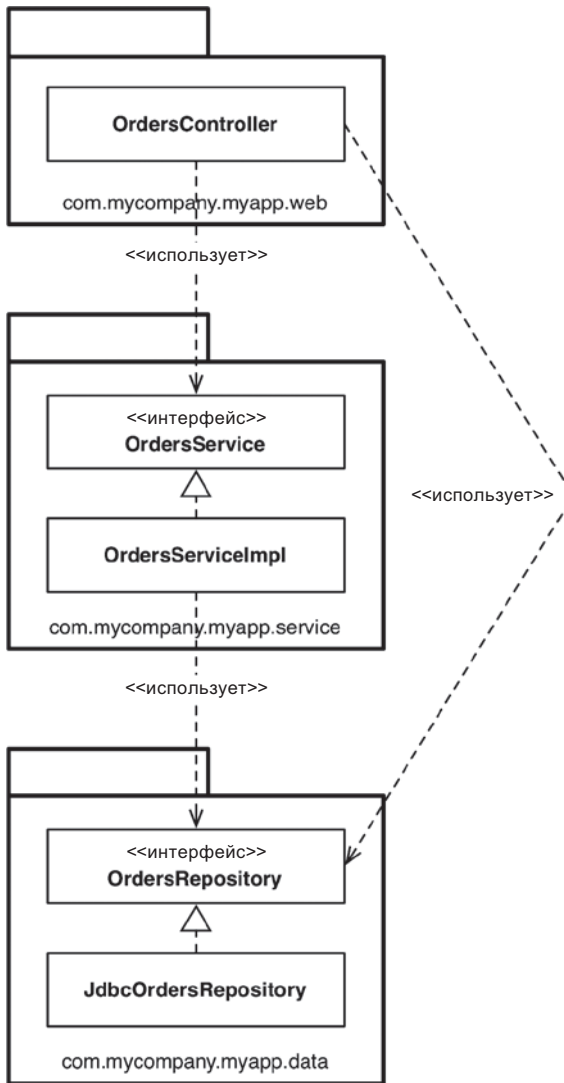 OrdersController
com.mycompany.myapp.web
<<использует>>
<<интерфейс>>
OrdersService
<<использует>>
OrdersServiceImpl
com.mycompany.myapp.service
<<использует>>
<<интерфейс>>
OrdersRepository
JdbcOrdersRepository
com.mycompany.myapp.data